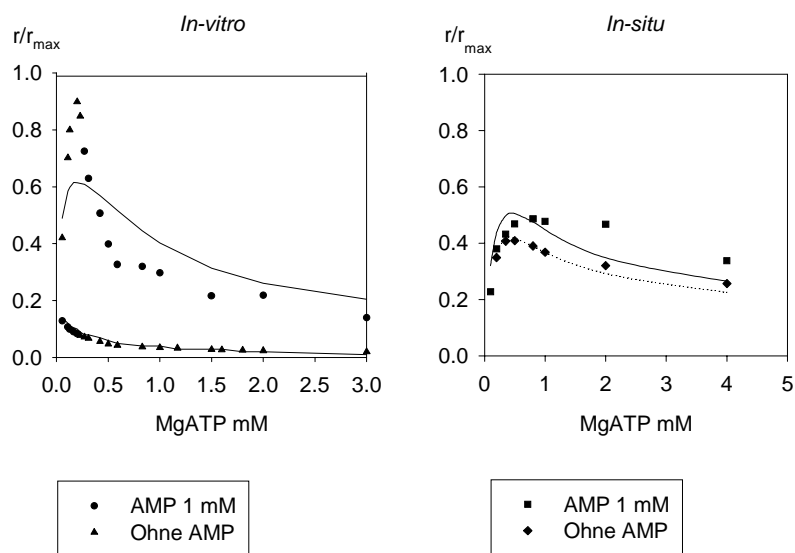 In-vitro
r/rmax
1.0
0.8
0.6
0.4
0.2
0.0
0.0 0.5 1.0 1.5 2.0 2.5 3.0
MgATP mM
AMP 1 mM
Ohne AMP
In-situ
r/rmax
1.0
0.8
0.6
0.4
0.2
0.0
0 1 2 3 4 5
MgATP mM
AMP 1 mM
Ohne AMP